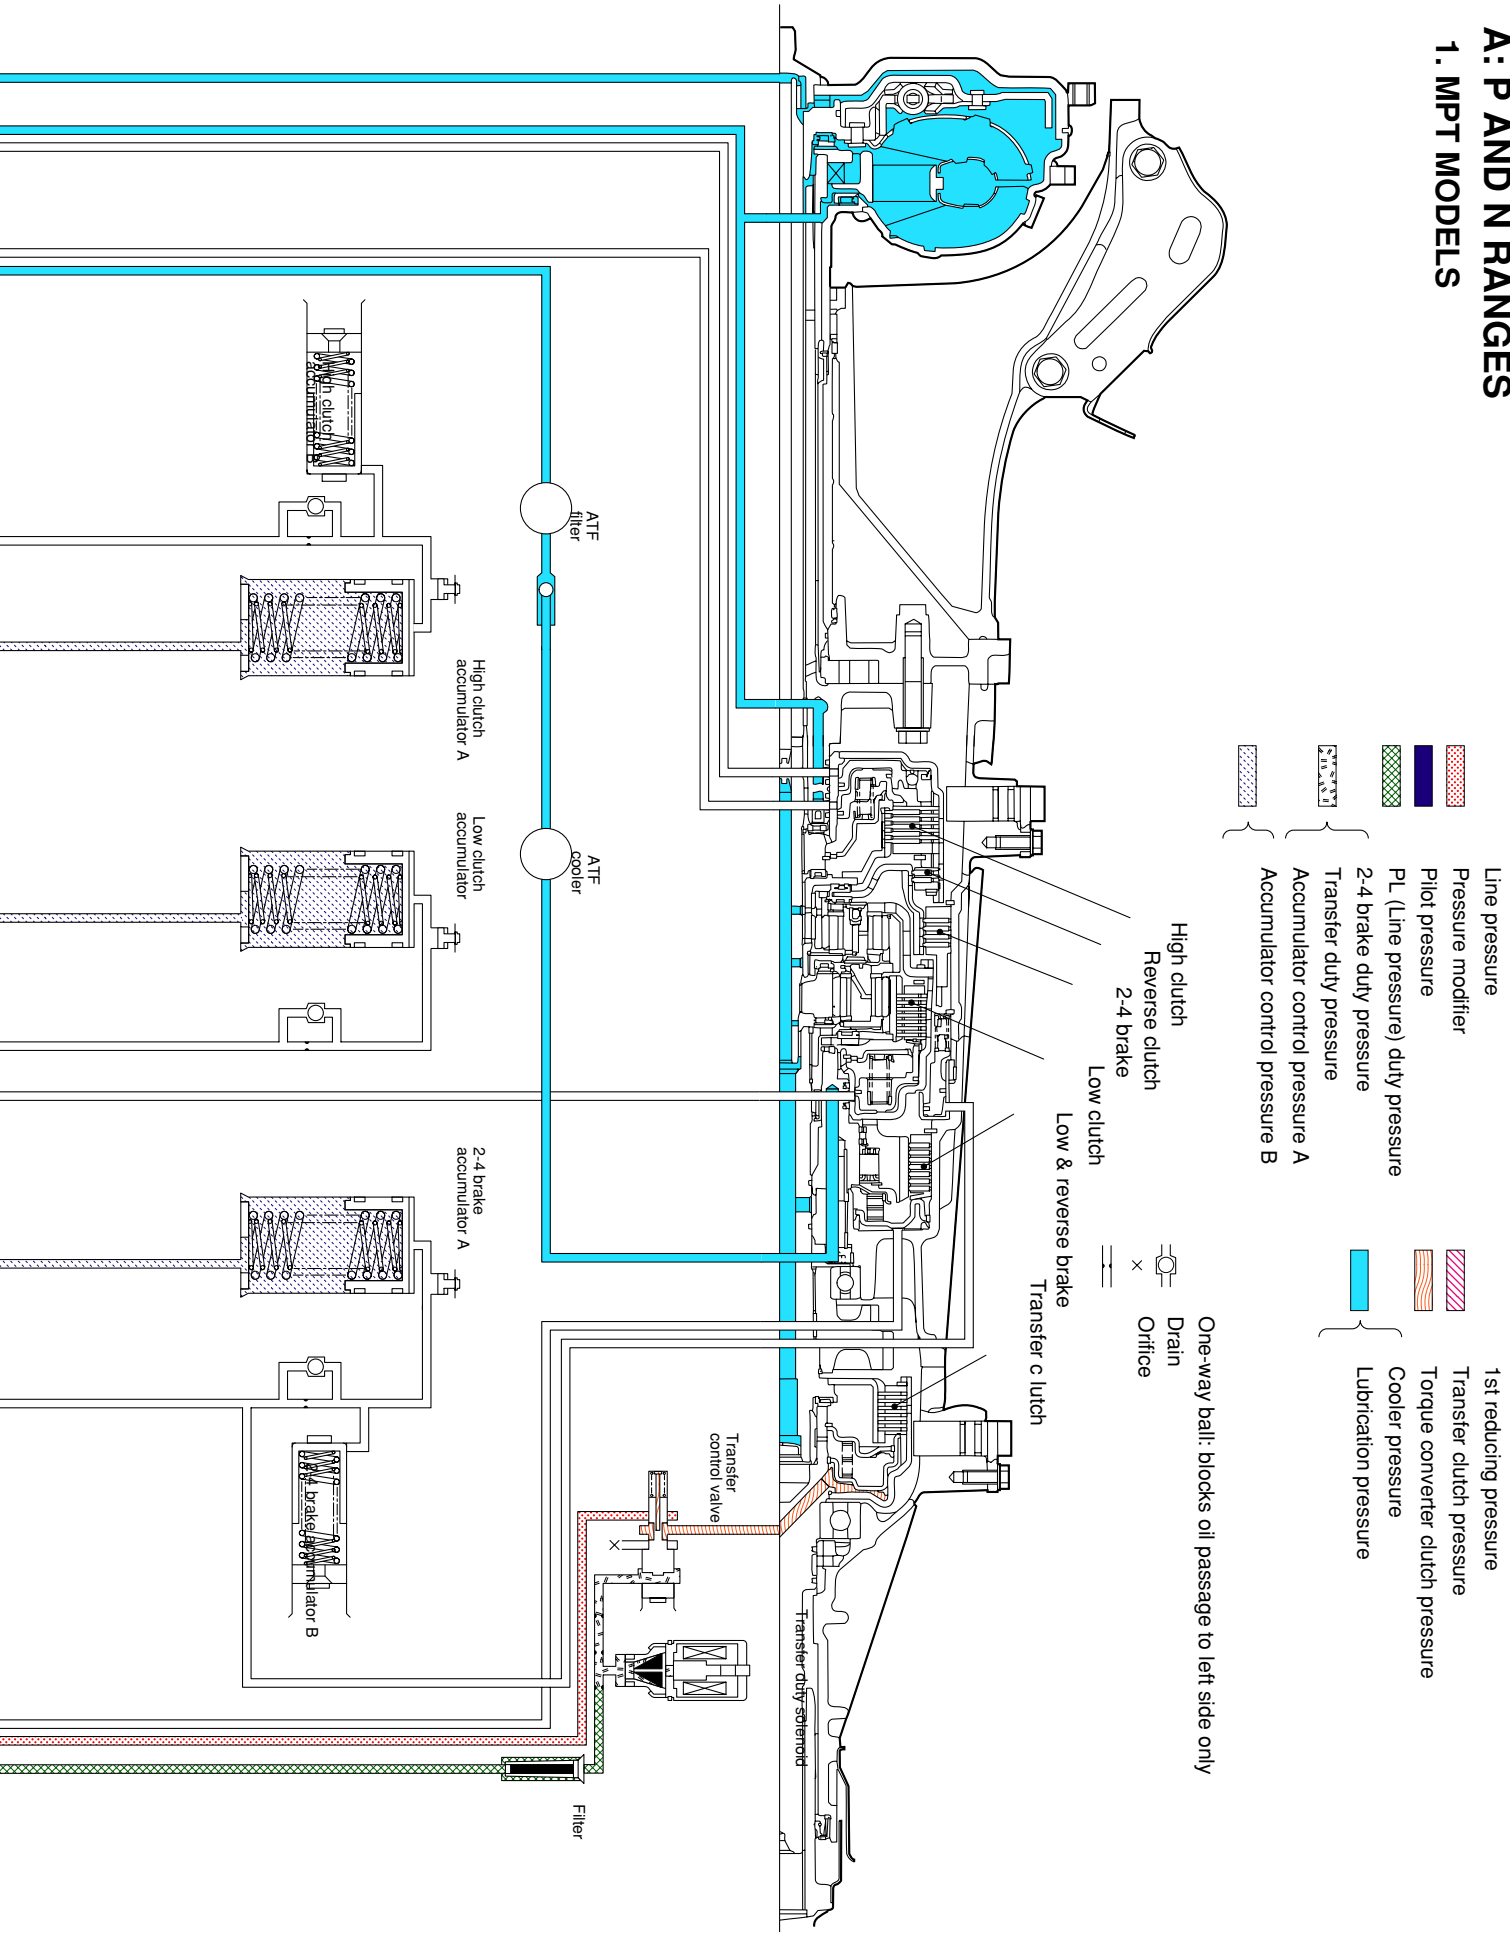 A: P AND N RANGES
1. MPT MODELS
Line pressure
Pressure modifier
Pilot pressure
PL (Line pressure) duty pressure
2-4 brake duty pressure
Transfer duty pressure
Accumulator control pressure A
Accumulator control pressure B
1st reducing pressure
Transfer clutch pressure
Torque converter clutch pressure
Cooler pressure
Lubrication pressure
One-way ball: blocks oil passage to left side only
Drain
Orifice
High clutch
Reverse clutch
2-4 brake
Low clutch
Low & reverse brake
Transfer c lutch
Transfer duty solenoid
Transfer
control valve
ATF
filter
ATF
cooler
Filter
High clutch
accumulator A
Low clutch
accumulator
2-4 brake
accumulator A
High clutch
accumulator B
2-4 brake accumulator B